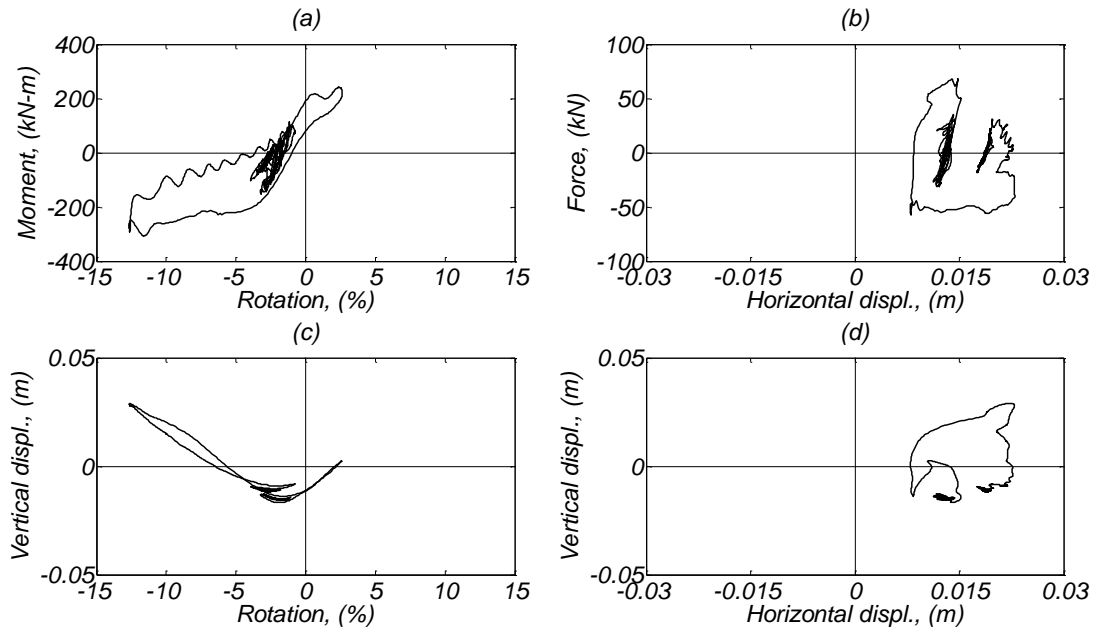 (a)
(b)
400
200
0
-200
-400
Moment, (kN-m)
-15 -10 -5 0 5 10 15
Rotation, (%)
100
50
0
-50
-100
Force, (kN)
-0.03 -0.015 0 0.015 0.03
Horizontal displ., (m)
(c)
(d)
0.05
0
-0.05
Vertical displ., (m)
-15 -10 -5 0 5 10 15
Rotation, (%)
0.05
0
-0.05
Vertical displ., (m)
-0.03 -0.015 0 0.015 0.03
Horizontal displ., (m)